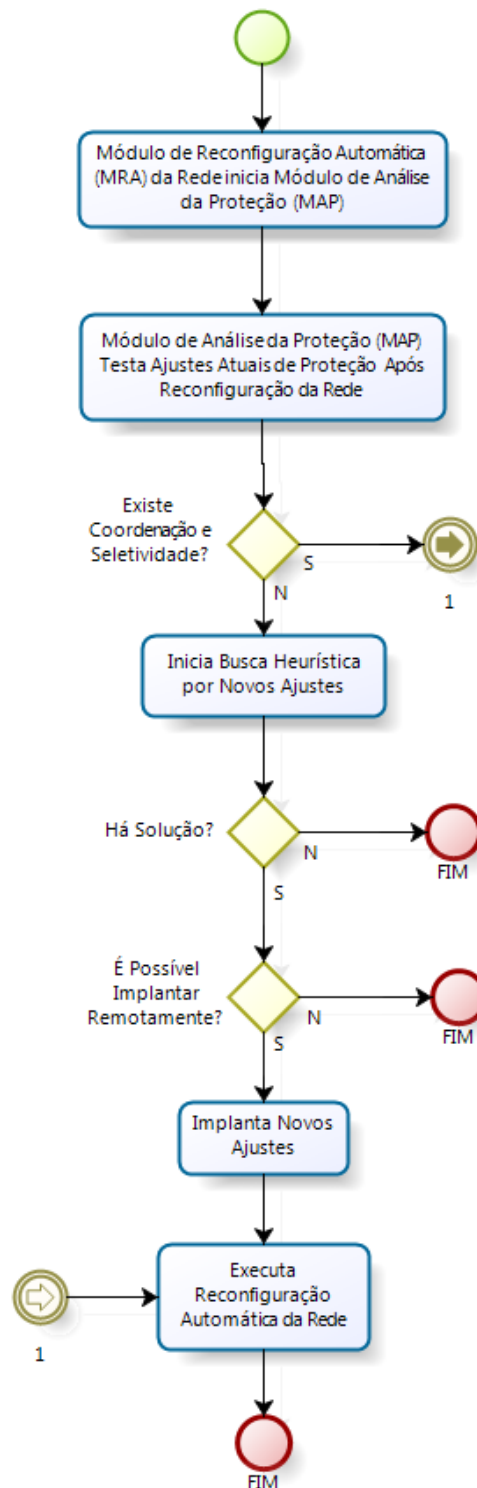 Módulo de Reconfiguração Automática
(MRA) da Rede inicia Módulo de Análise
da Proteção (MAP)
Módulo de Análise da Proteção (MAP)
Testa Ajustes Atuais de Proteção Após
Reconfiguração da Rede
Existe
Coordenação e
Seletividade?
S
1
N
Inicia Busca Heurística
por Novos Ajustes
Há Solução?
N
FIM
S
É Possível
Implantar
Remotamente?
N
FIM
S
Implanta Novos
Ajustes
Executa
Reconfiguração
Automática da Rede
1
FIM